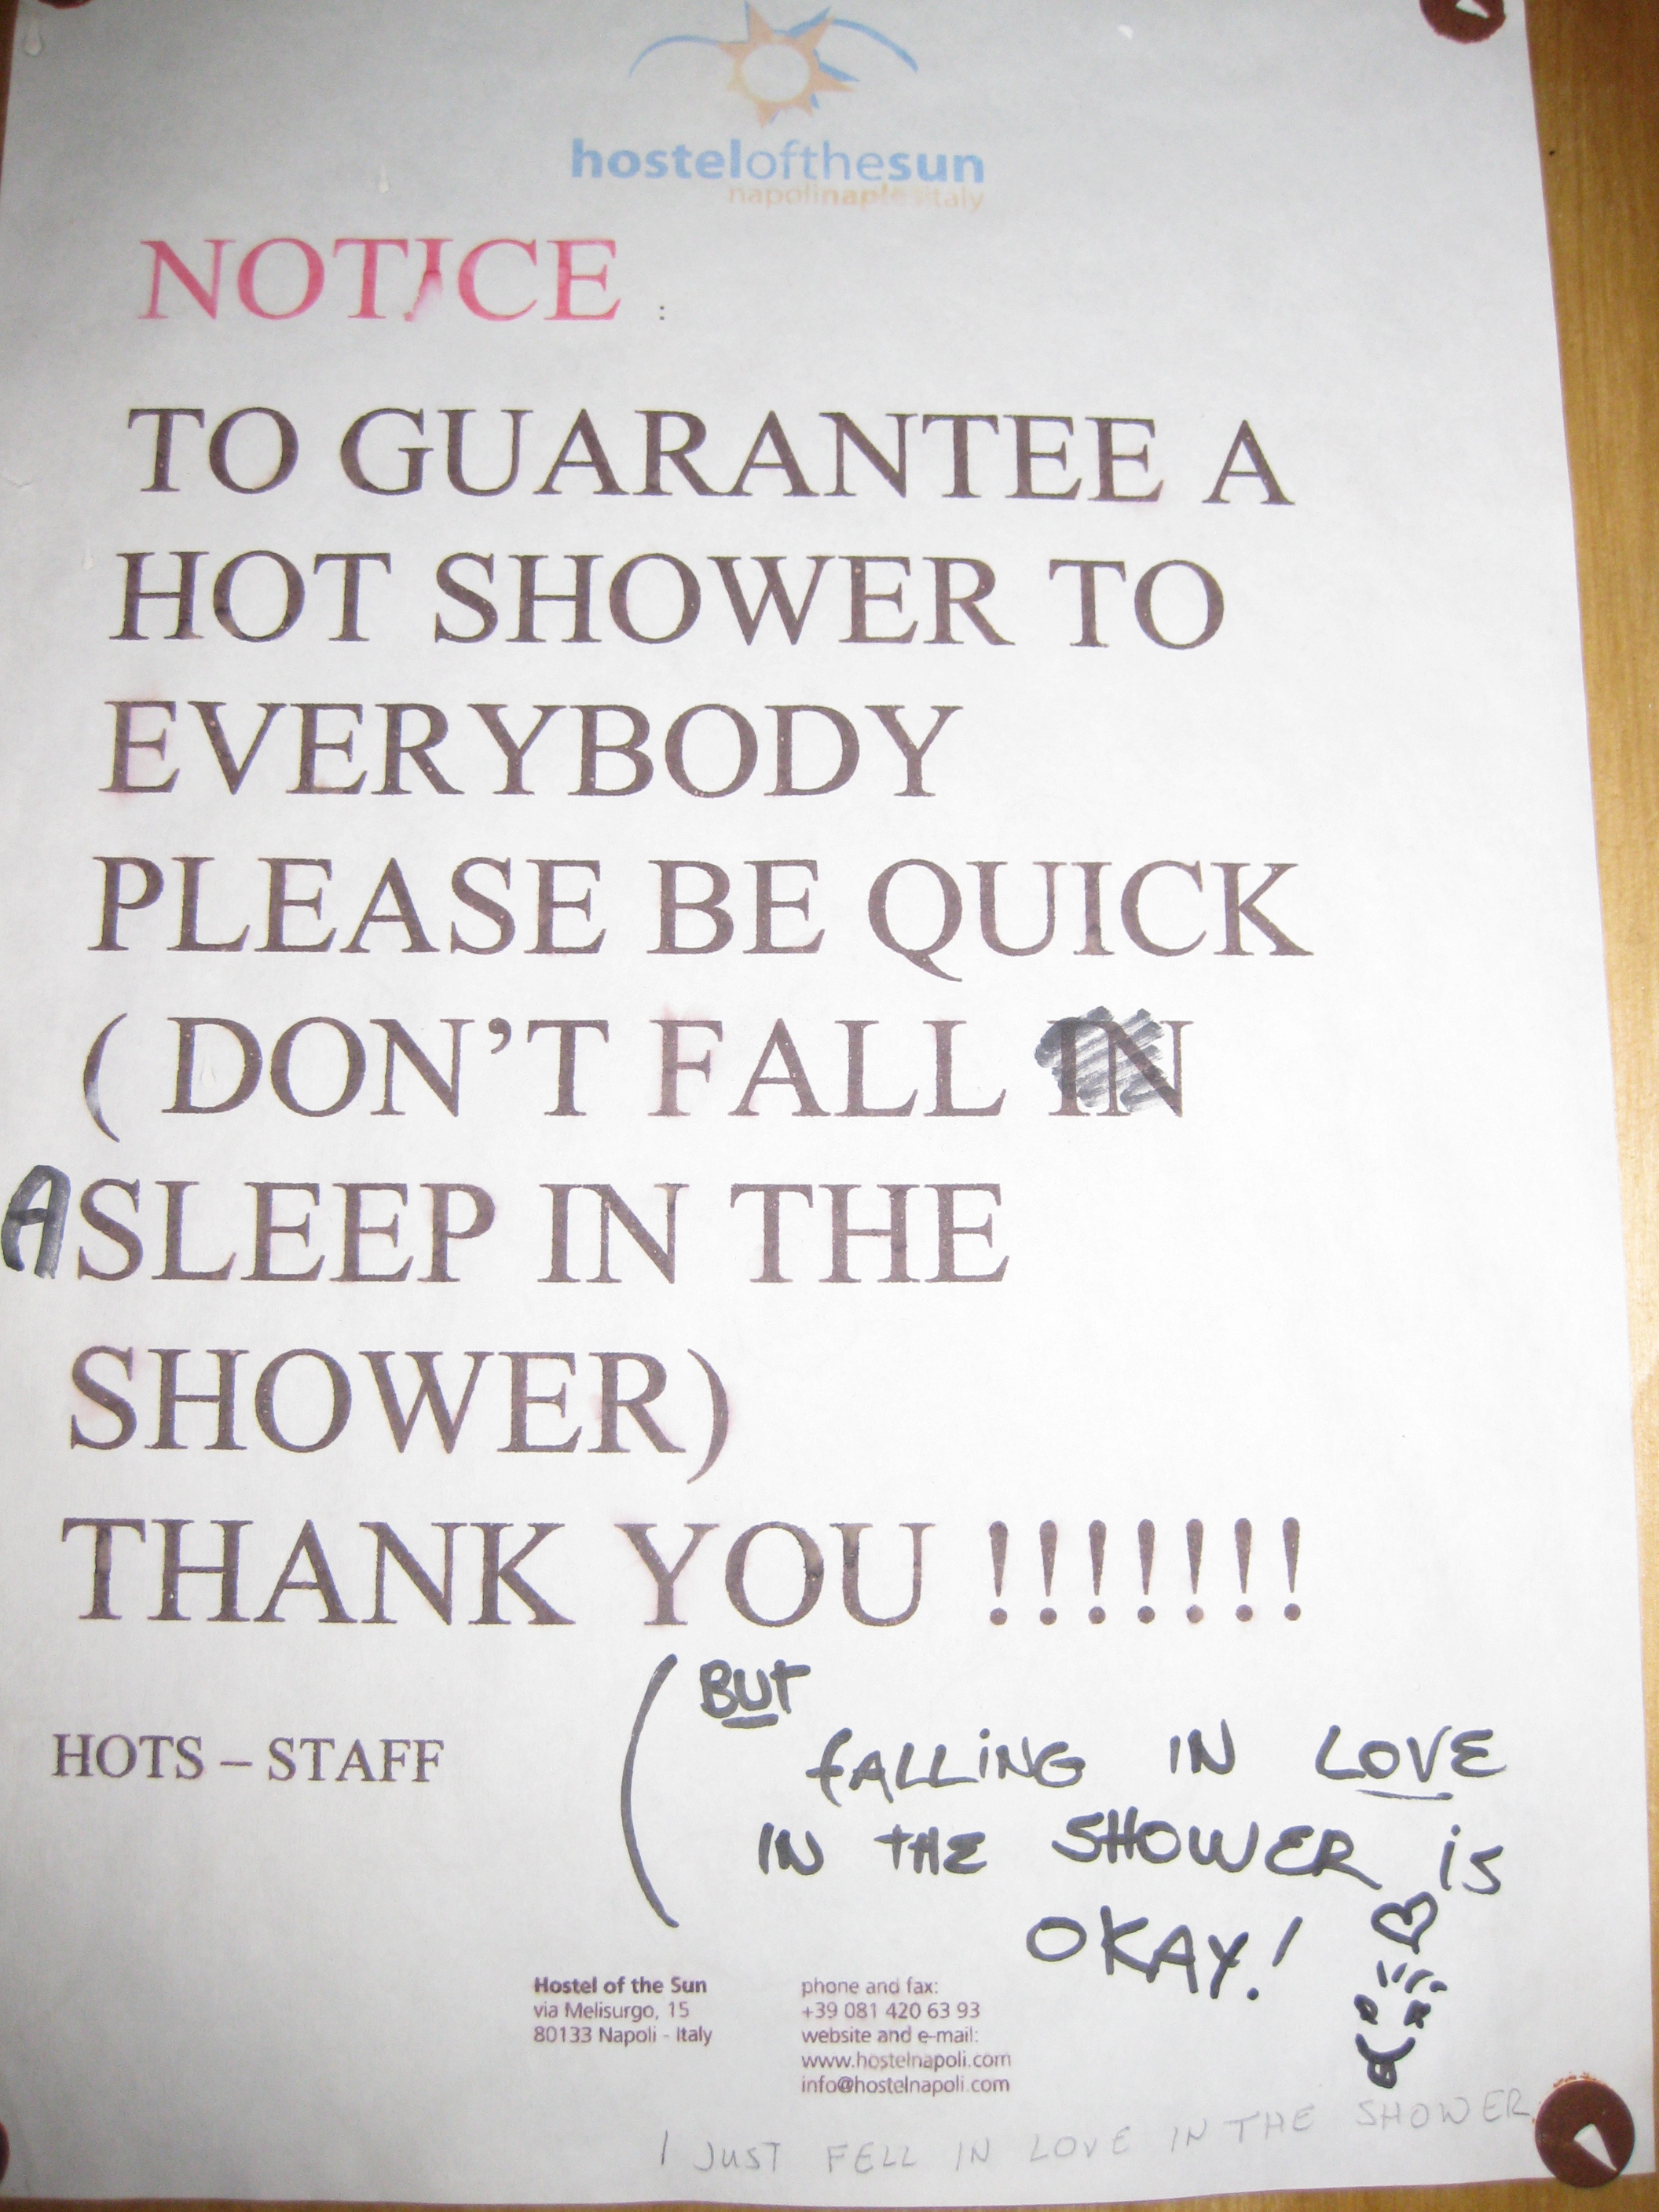 hostelofthesun
napolinaplesitaly
NOTICE :
TO GUARANTEE A
HOT SHOWER TO
EVERYBODY
PLEASE BE QUICK
( DON'T FALL IN
ASLEEP IN THE
SHOWER)
THANK YOU !!!!!!!
HOTS – STAFF
( BUT
fALLiNG IN LOVE
IN tHE SHOWER is
OKAY!
Hostel of the Sun
via Melisurgo, 15
80133 Napoli - Italy
phone and fax:
+39 081 420 63 93
website and e-mail:
www.hostelnapoli.com
info@hostelnapoli.com
I JUST FELL IN LOVE IN THE SHOWER